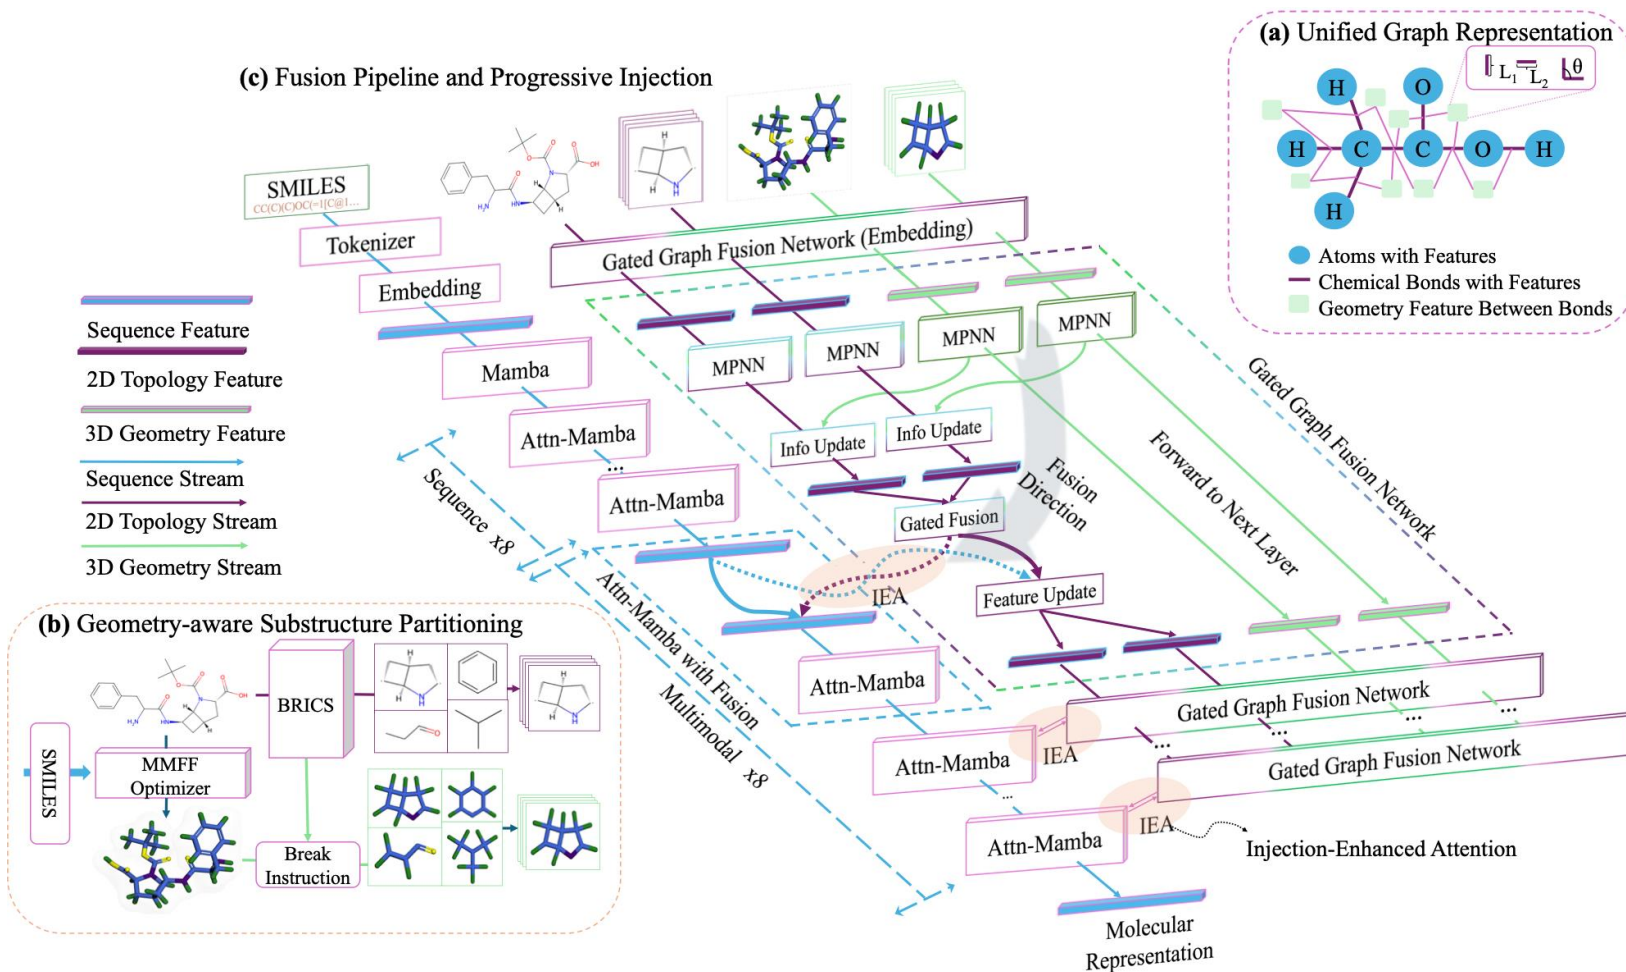 (a) Unified Graph Representation
L1 L2 θ
H O
H C C O H
H
Atoms with Features
Chemical Bonds with Features
Geometry Feature Between Bonds
(c) Fusion Pipeline and Progressive Injection
SMILES
CC(C)(C)OC(=1[C@1...
Tokenizer
Embedding
Mamba
Attn-Mamba
...
Attn-Mamba
Gated Graph Fusion Network (Embedding)
MPNN
MPNN
MPNN
MPNN
Info Update
Info Update
Gated Fusion
Feature Update
Fusion
Direction
Forward to Next Layer
Gated Graph Fusion Network
IEA
Sequence x8
Attn-Mamba with Fusion
Multimodal x8
Attn-Mamba
Gated Graph Fusion Network
IEA
Attn-Mamba
...
...
...
...
...
Gated Graph Fusion Network
IEA
Attn-Mamba
Injection-Enhanced Attention
Molecular
Representation
Sequence Feature
2D Topology Feature
3D Geometry Feature
Sequence Stream
2D Topology Stream
3D Geometry Stream
(b) Geometry-aware Substructure Partitioning
SMILES
BRICS
MMFF
Optimizer
Break
Instruction